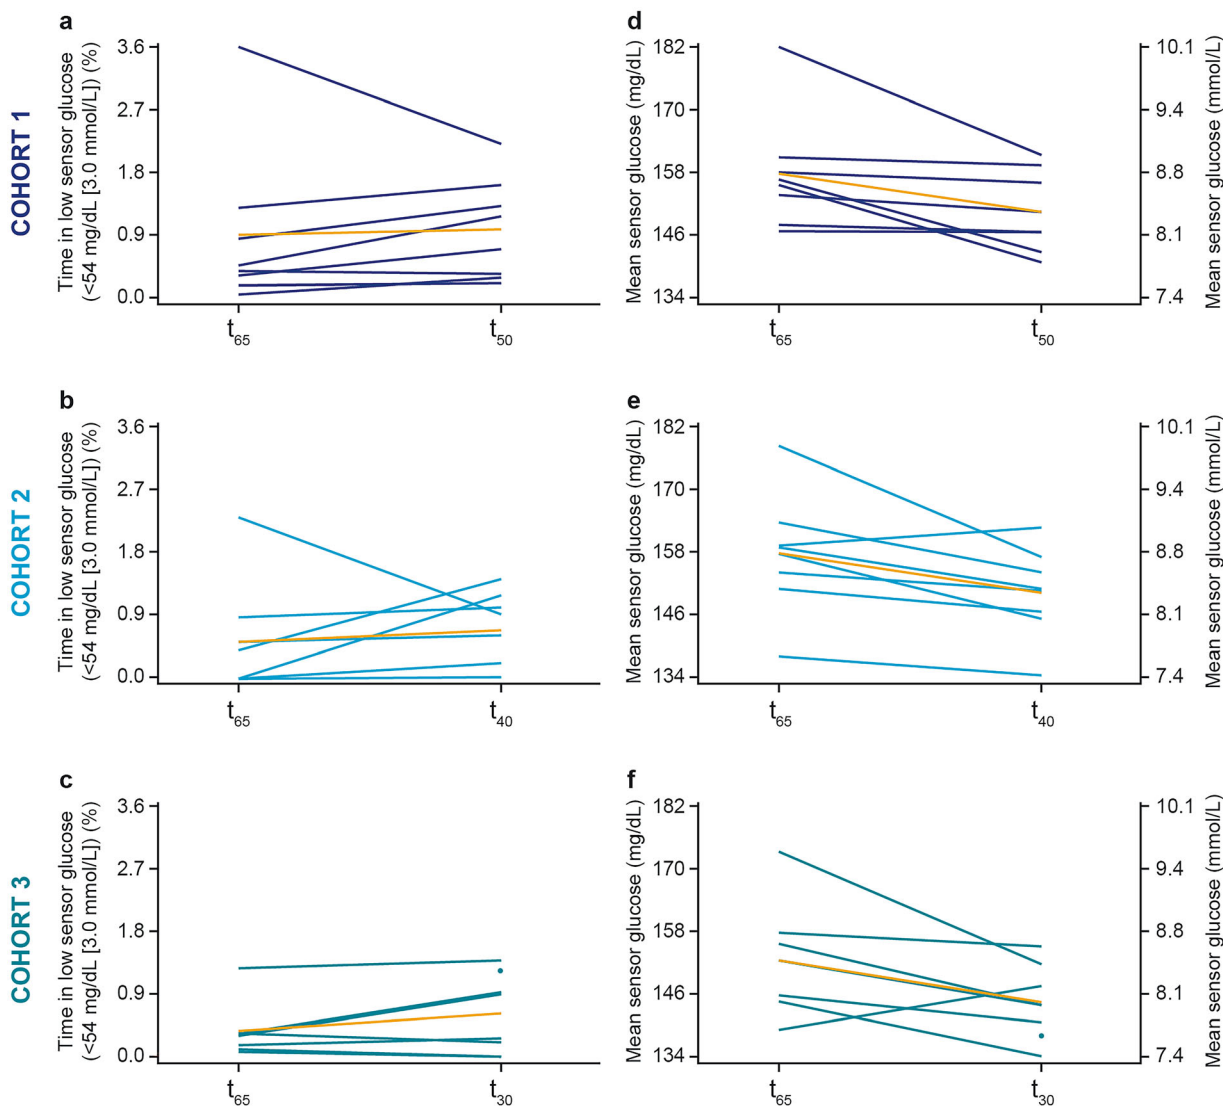 a
COHORT 1
Time in low sensor glucose
(<54 mg/dL [3.0 mmol/L]) (%)
3.6
2.7
1.8
0.9
0.0
t65
t50
d
Mean sensor glucose (mg/dL)
182
170
158
146
134
t65
t50
10.1
9.4
8.8
8.1
7.4
Mean sensor glucose (mmol/L)
b
COHORT 2
Time in low sensor glucose
(<54 mg/dL [3.0 mmol/L]) (%)
3.6
2.7
1.8
0.9
0.0
t65
t40
e
Mean sensor glucose (mg/dL)
182
170
158
146
134
t65
t40
10.1
9.4
8.8
8.1
7.4
Mean sensor glucose (mmol/L)
c
COHORT 3
Time in low sensor glucose
(<54 mg/dL [3.0 mmol/L]) (%)
3.6
2.7
1.8
0.9
0.0
t65
t30
f
Mean sensor glucose (mg/dL)
182
170
158
146
134
t65
t30
10.1
9.4
8.8
8.1
7.4
Mean sensor glucose (mmol/L)